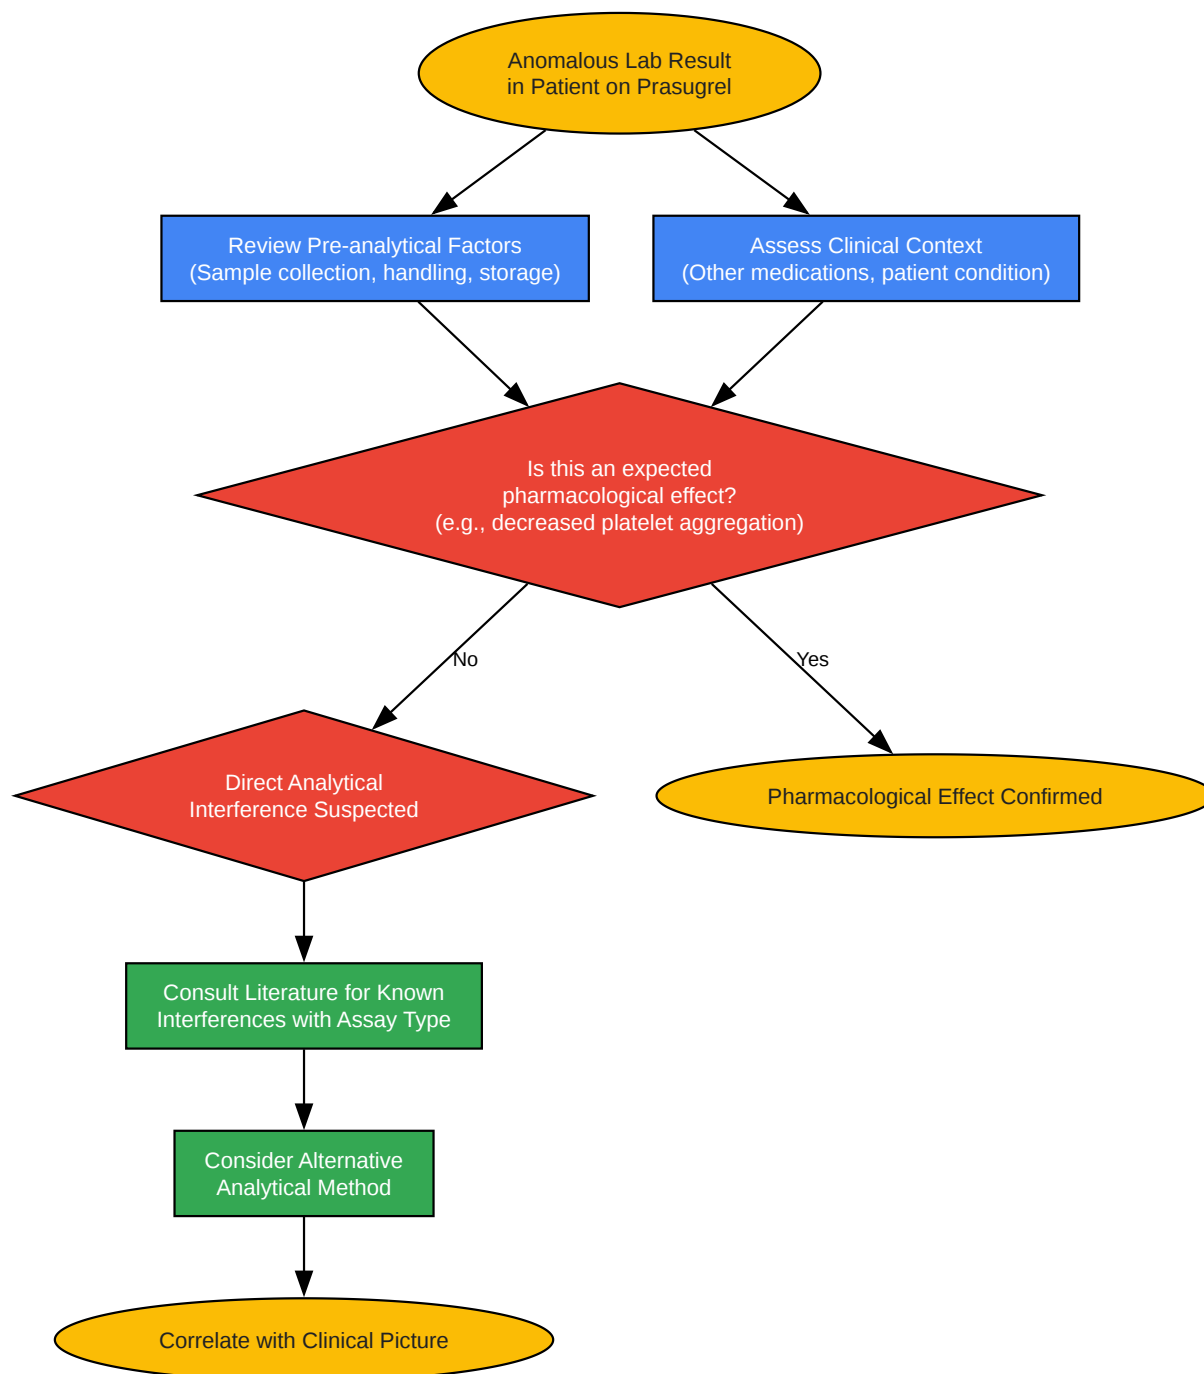 Anomalous Lab Result
in Patient on Prasugrel
Review Pre-analytical Factors
(Sample collection, handling, storage)
Assess Clinical Context
(Other medications, patient condition)
Is this an expected
pharmacological effect?
(e.g., decreased platelet aggregation)
No
Yes
Direct Analytical
Interference Suspected
Pharmacological Effect Confirmed
Consult Literature for Known
Interferences with Assay Type
Consider Alternative
Analytical Method
Correlate with Clinical Picture